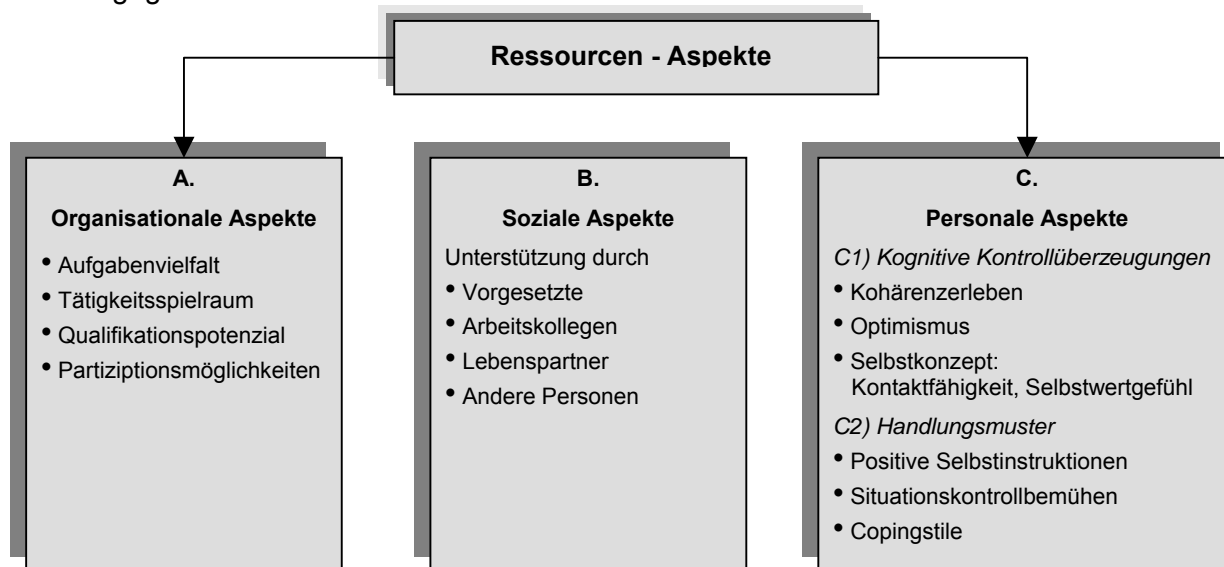 Ressourcen - Aspekte
A.
Organisationale Aspekte
• Aufgabenvielfalt
• Tätigkeitsspielraum
• Qualifikationspotenzial
• Partiziptionsmöglichkeiten
B.
Soziale Aspekte
Unterstützung durch
• Vorgesetzte
• Arbeitskollegen
• Lebenspartner
• Andere Personen
C.
Personale Aspekte
C1) Kognitive Kontrollüberzeugungen
• Kohärenzerleben
• Optimismus
• Selbstkonzept:
Kontaktfähigkeit, Selbstwertgefühl
C2) Handlungsmuster
• Positive Selbstinstruktionen
• Situationskontrollbemühen
• Copingstile